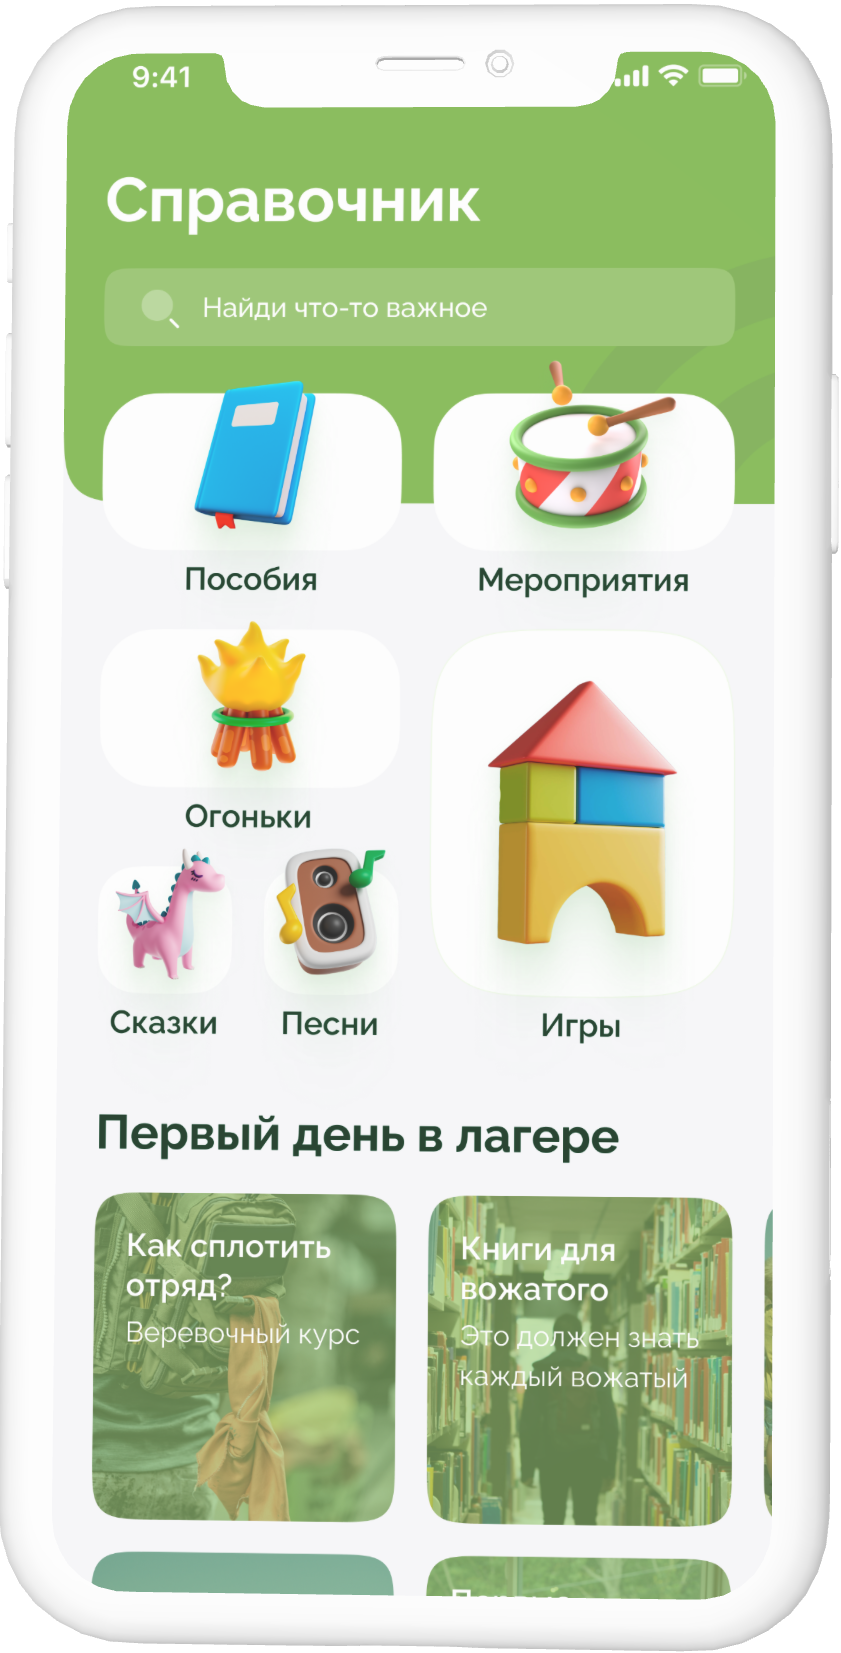 9:41
Справочник
Найди что-то важное
Пособия
Мероприятия
Огоньки
Сказки
Песни
Игры
Первый день в лагере
Как сплотить
отряд?
Веревочный курс
Книги для
вожатого
Это должен знать
каждый вожатый